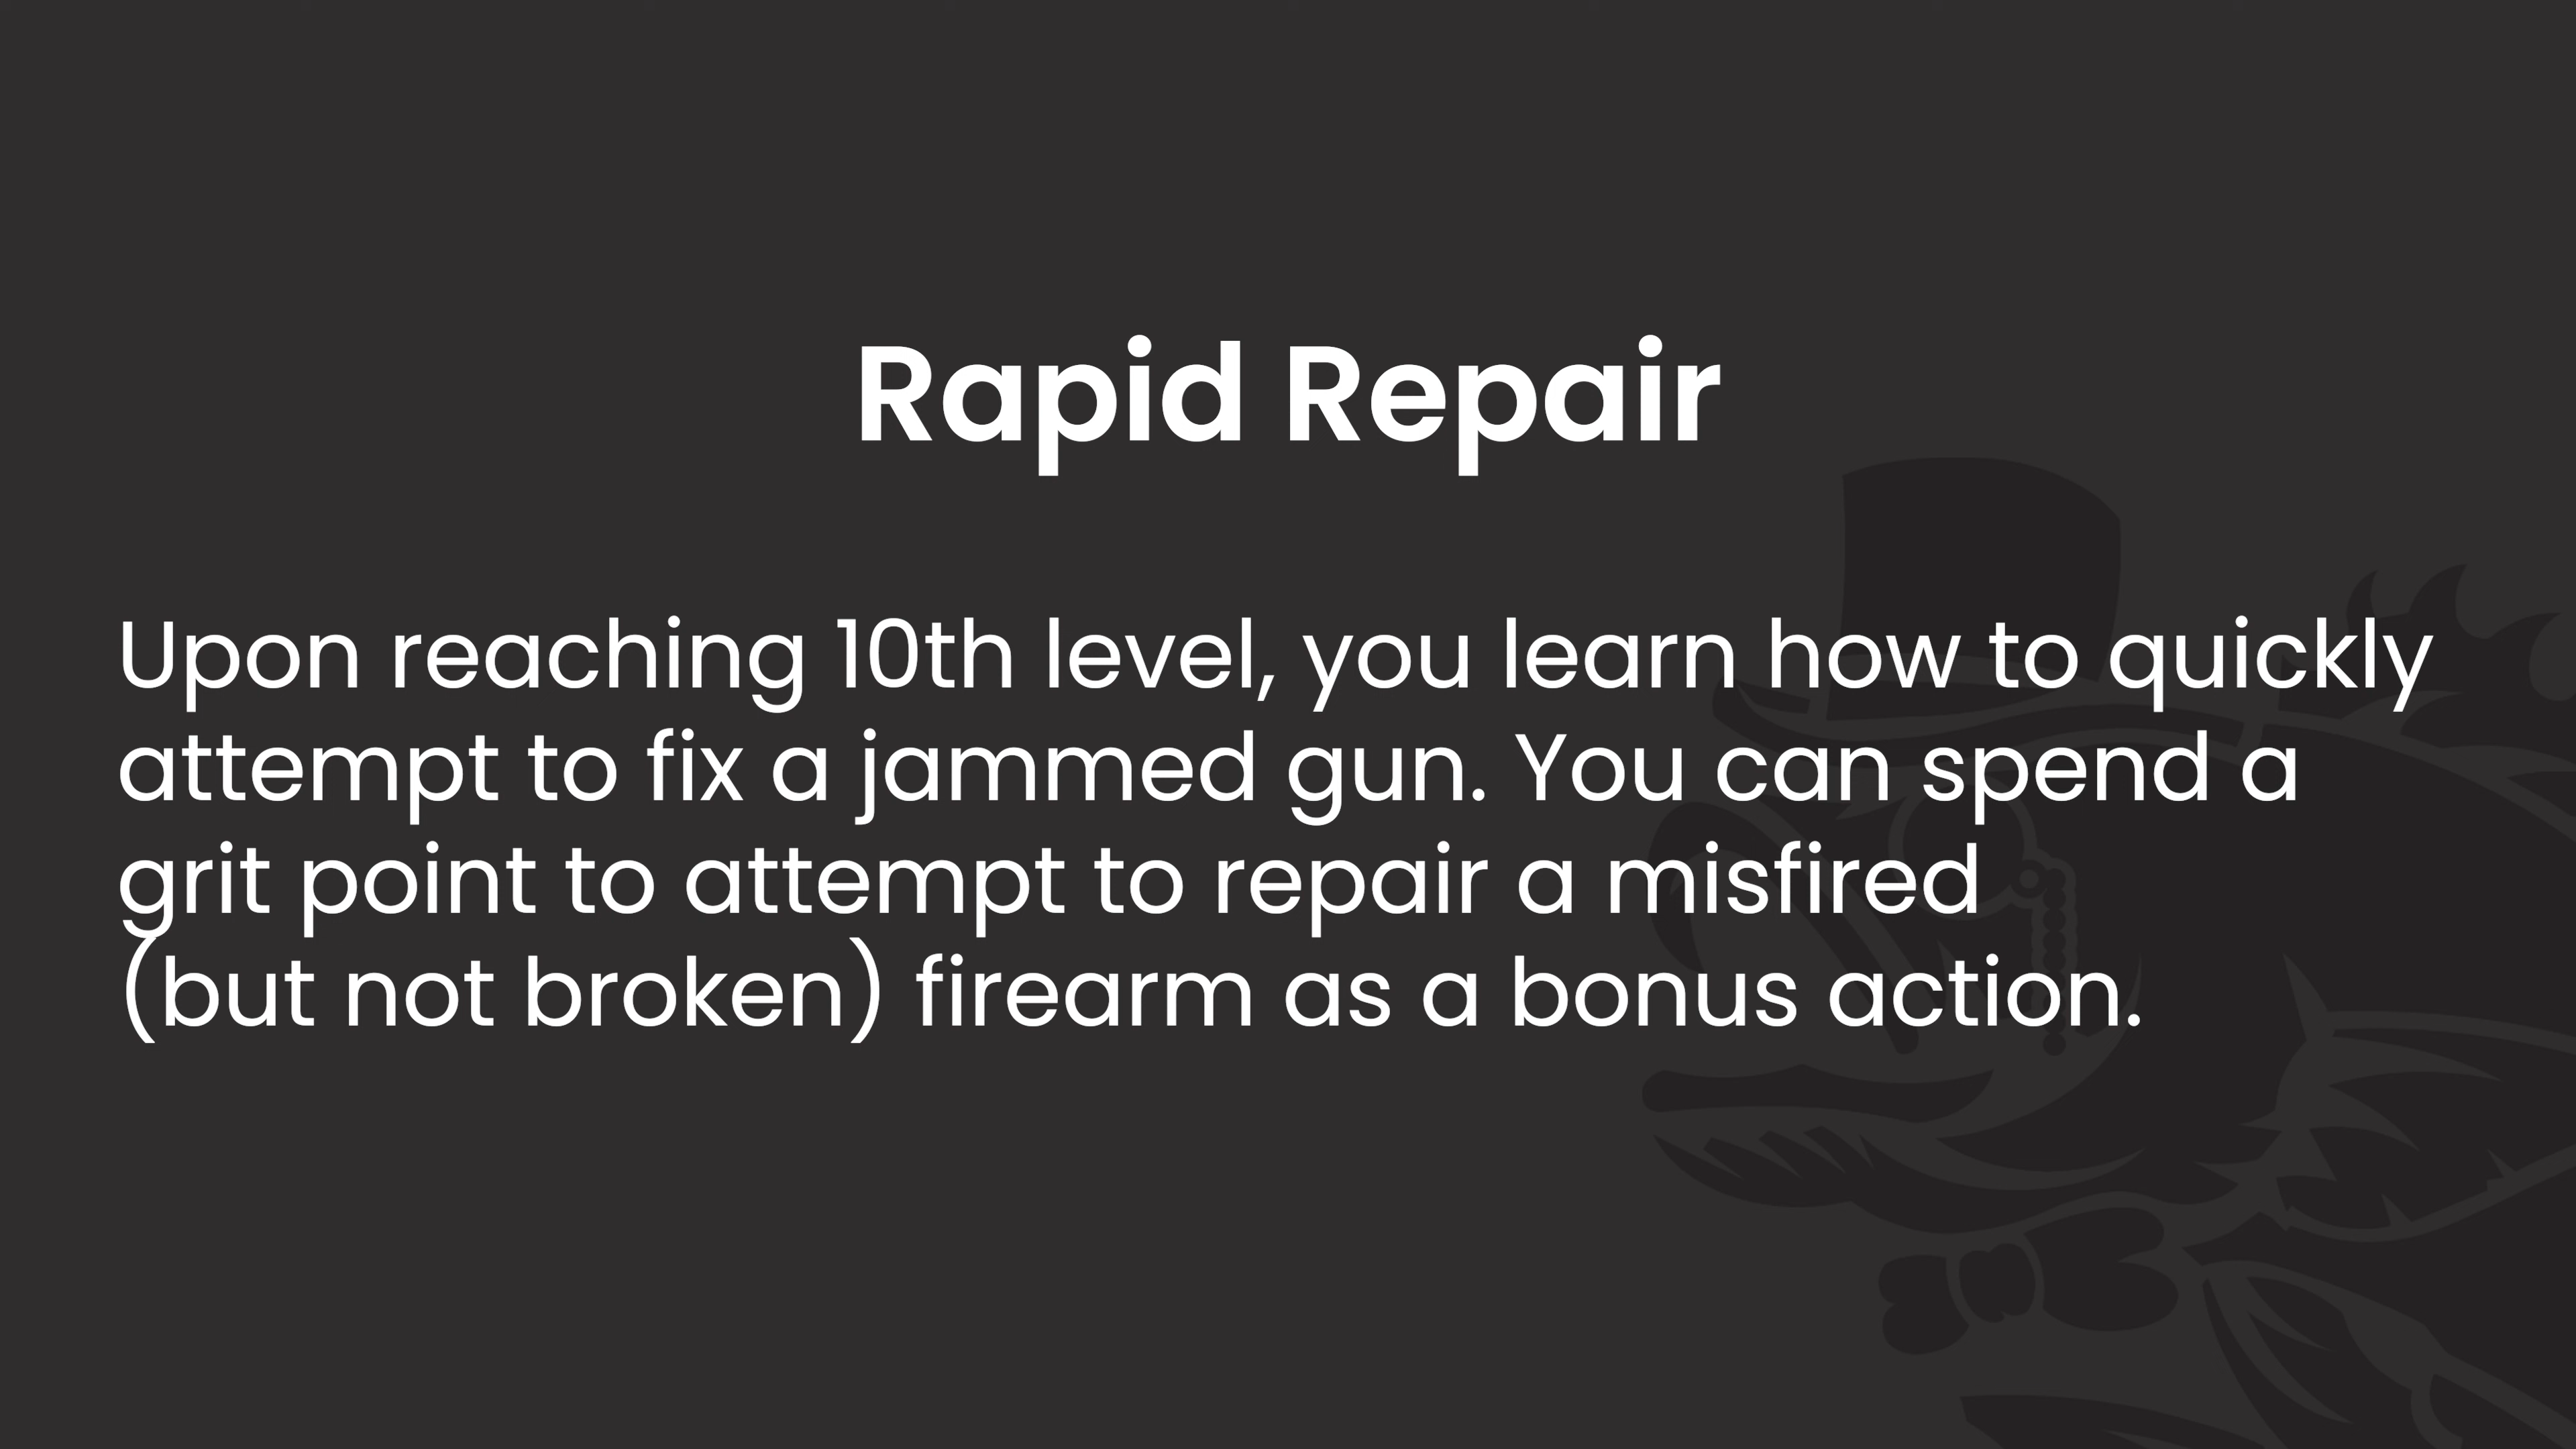 Rapid Repair
Upon reaching 10th level, you learn how to quickly
attempt to fix a jammed gun. You can spend a
grit point to attempt to repair a misfired
(but not broken) firearm as a bonus action.